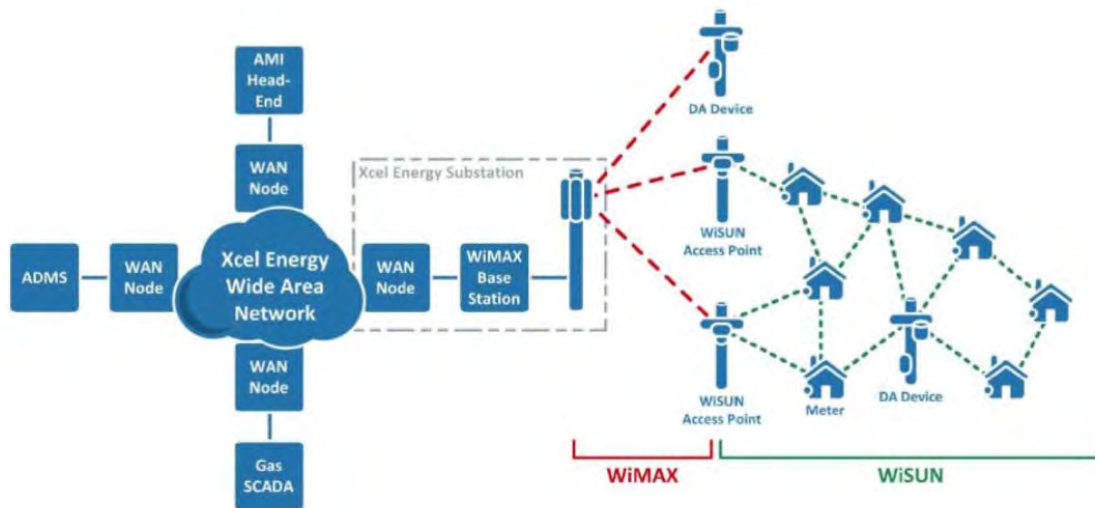 AMI
Head-
End
WAN
Node
Xcel Energy Substation
ADMS
WAN
Node
Xcel Energy
Wide Area
Network
WAN
Node
WiMAX
Base
Station
WAN
Node
Gas
SCADA
DA Device
WiSUN
Access Point
WiSUN
Access Point
Meter
DA Device
WiMAX
WiSUN